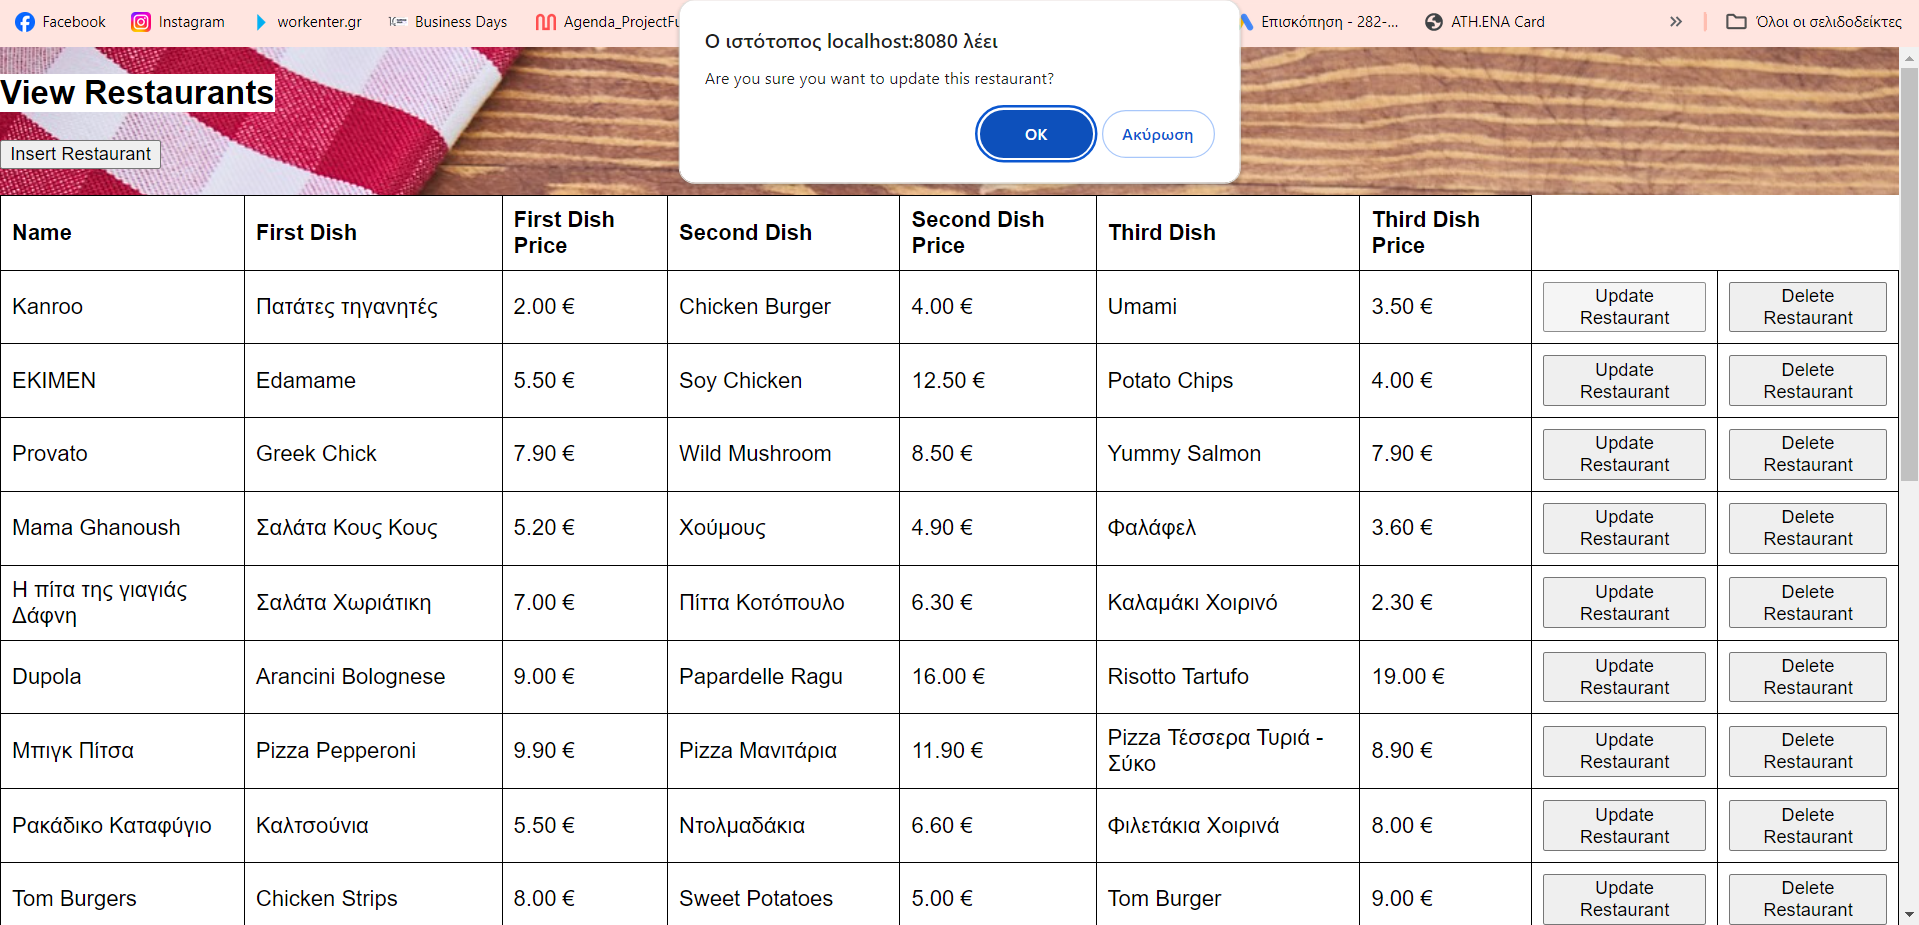 Facebook Instagram workenter.gr Business Days Agenda_ProjectFu Επισκόπηση - 282-... ATH.ENA Card » Όλοι οι σελιδοδείκτες
Ο ιστότοπος localhost:8080 λέει
Are you sure you want to update this restaurant?
OK Ακύρωση
View Restaurants
Insert Restaurant
Name First Dish First Dish Price Second Dish Second Dish Price Third Dish Third Dish Price
Kanroo Πατάτες τηγανητές 2.00 € Chicken Burger 4.00 € Umami 3.50 € Update Restaurant Delete Restaurant
EKIMEN Edamame 5.50 € Soy Chicken 12.50 € Potato Chips 4.00 € Update Restaurant Delete Restaurant
Provato Greek Chick 7.90 € Wild Mushroom 8.50 € Yummy Salmon 7.90 € Update Restaurant Delete Restaurant
Mama Ghanoush Σαλάτα Κους Κους 5.20 € Χούμους 4.90 € Φαλάφελ 3.60 € Update Restaurant Delete Restaurant
Η πίτα της γιαγιάς Δάφνη Σαλάτα Χωριάτικη 7.00 € Πίττα Κοτόπουλο 6.30 € Καλαμάκι Χοιρινό 2.30 € Update Restaurant Delete Restaurant
Dupola Arancini Bolognese 9.00 € Papardelle Ragu 16.00 € Risotto Tartufo 19.00 € Update Restaurant Delete Restaurant
Μπιγκ Πίτσα Pizza Pepperoni 9.90 € Pizza Μανιτάρια 11.90 € Pizza Τέσσερα Τυριά - Σύκο 8.90 € Update Restaurant Delete Restaurant
Ρακάδικο Καταφύγιο Καλτσούνια 5.50 € Ντολμαδάκια 6.60 € Φιλετάκια Χοιρινά 8.00 € Update Restaurant Delete Restaurant
Tom Burgers Chicken Strips 8.00 € Sweet Potatoes 5.00 € Tom Burger 9.00 € Update Restaurant Delete Restaurant